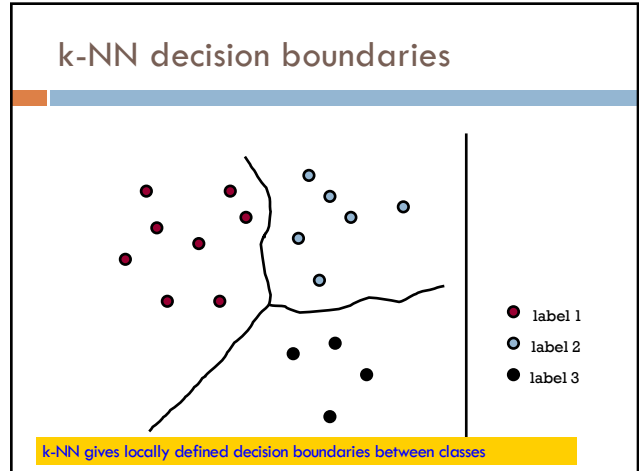 k-NN decision boundaries
label 1
label 2
label 3
k-NN gives locally defined decision boundaries between classes